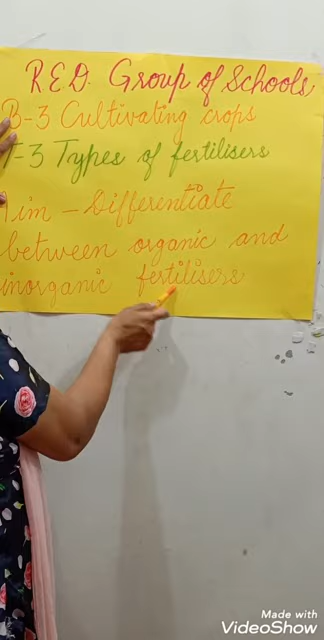 R.E.D. Group of Schools
B-3 Cultivating crops
T-3 Types of fertilisers
Aim - Differentiate
between organic and
inorganic fertilisers
Made with
VideoShow